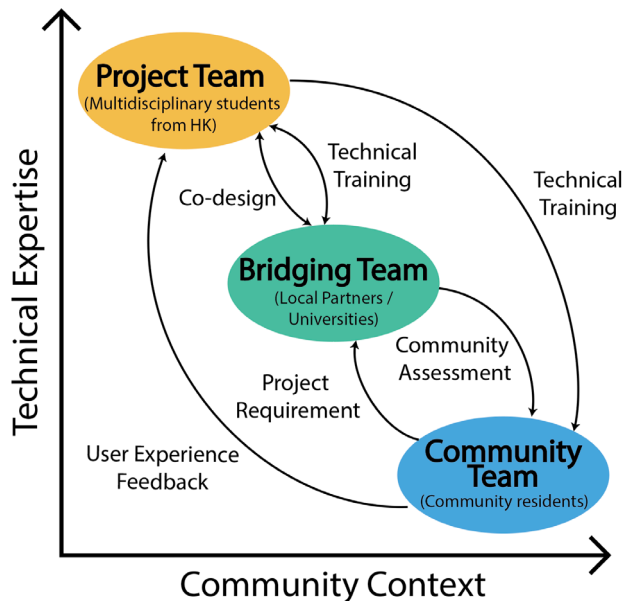 Technical Expertise
Project Team
(Multidisciplinary students
from HK)
Technical
Training
Co-design
Technical
Training
Bridging Team
(Local Partners /
Universities)
Community
Assessment
Project
Requirement
User Experience
Feedback
Community
Team
(Community residents)
Community Context